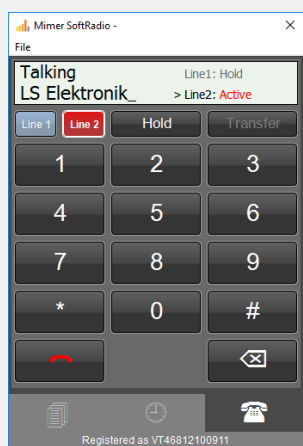 Mimer SoftRadio -
File
Talking Line1: Hold
LS Elektronik_ > Line2: Active
Line 1 Line 2 Hold Transfer
1 2 3
4 5 6
7 8 9
* 0 #
Registered as VT46812100911